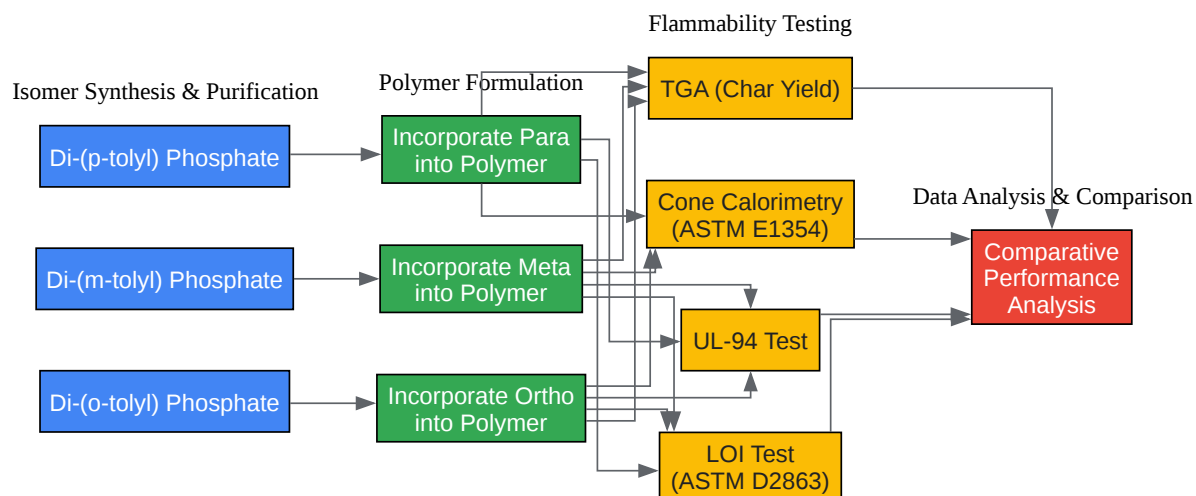 Flammability Testing
Isomer Synthesis & Purification
Polymer Formulation
TGA (Char Yield)
Di-(p-tolyl) Phosphate
Incorporate Para
into Polymer
Cone Calorimetry
(ASTM E1354)
Data Analysis & Comparison
Di-(m-tolyl) Phosphate
Incorporate Meta
into Polymer
Comparative
Performance
Analysis
UL-94 Test
Di-(o-tolyl) Phosphate
Incorporate Ortho
into Polymer
LOI Test
(ASTM D2863)